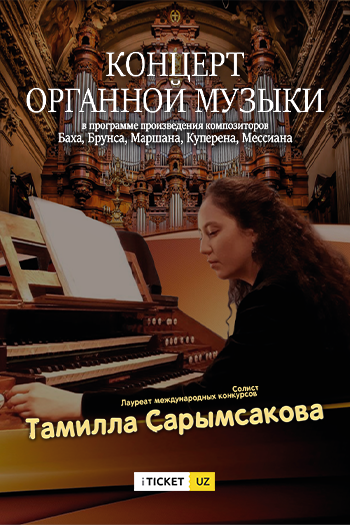 КОНЦЕРТ
ОРГАННОЙ МУЗЫКИ
в программе произведения композиторов
Баха, Брунса, Маршана, Куперена, Мессиана
Солист
Лауреат международных конкурсов
Тамилла Сарымсакова
iTICKET UZ